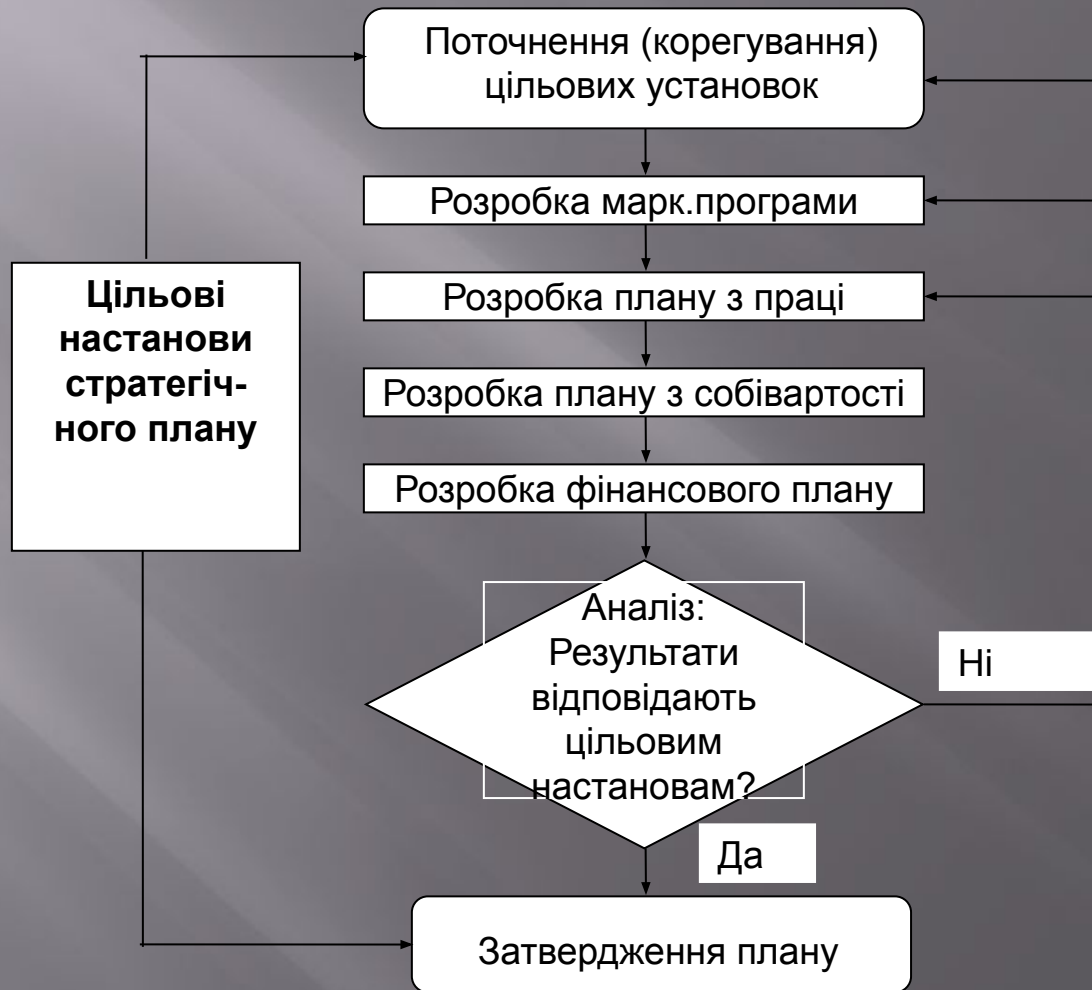 Поточнення (корегування)
цільових установок
Розробка марк.програми
Цільові
настанови
стратегіч-
ного плану
Розробка плану з праці
Розробка плану з собівартості
Розробка фінансового плану
Аналіз:
Результати
відповідають
цільовим
настановам?
Ні
Да
Затвердження плану